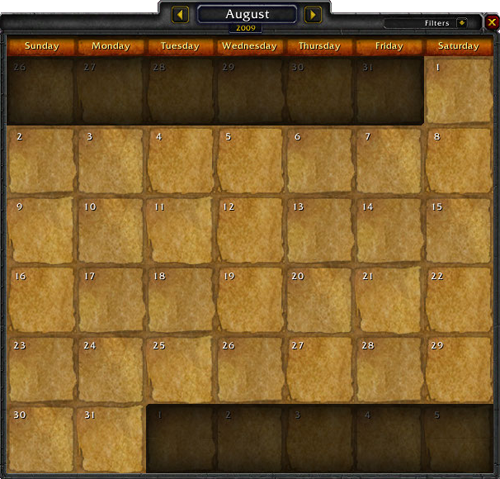 August
2009
Filters
Sunday Monday Tuesday Wednesday Thursday Friday Saturday
26 27 28 29 30 31 1
2 3 4 5 6 7 8
9 10 11 12 13 14 15
16 17 18 19 20 21 22
23 24 25 26 27 28 29
30 31 1 2 3 4 5